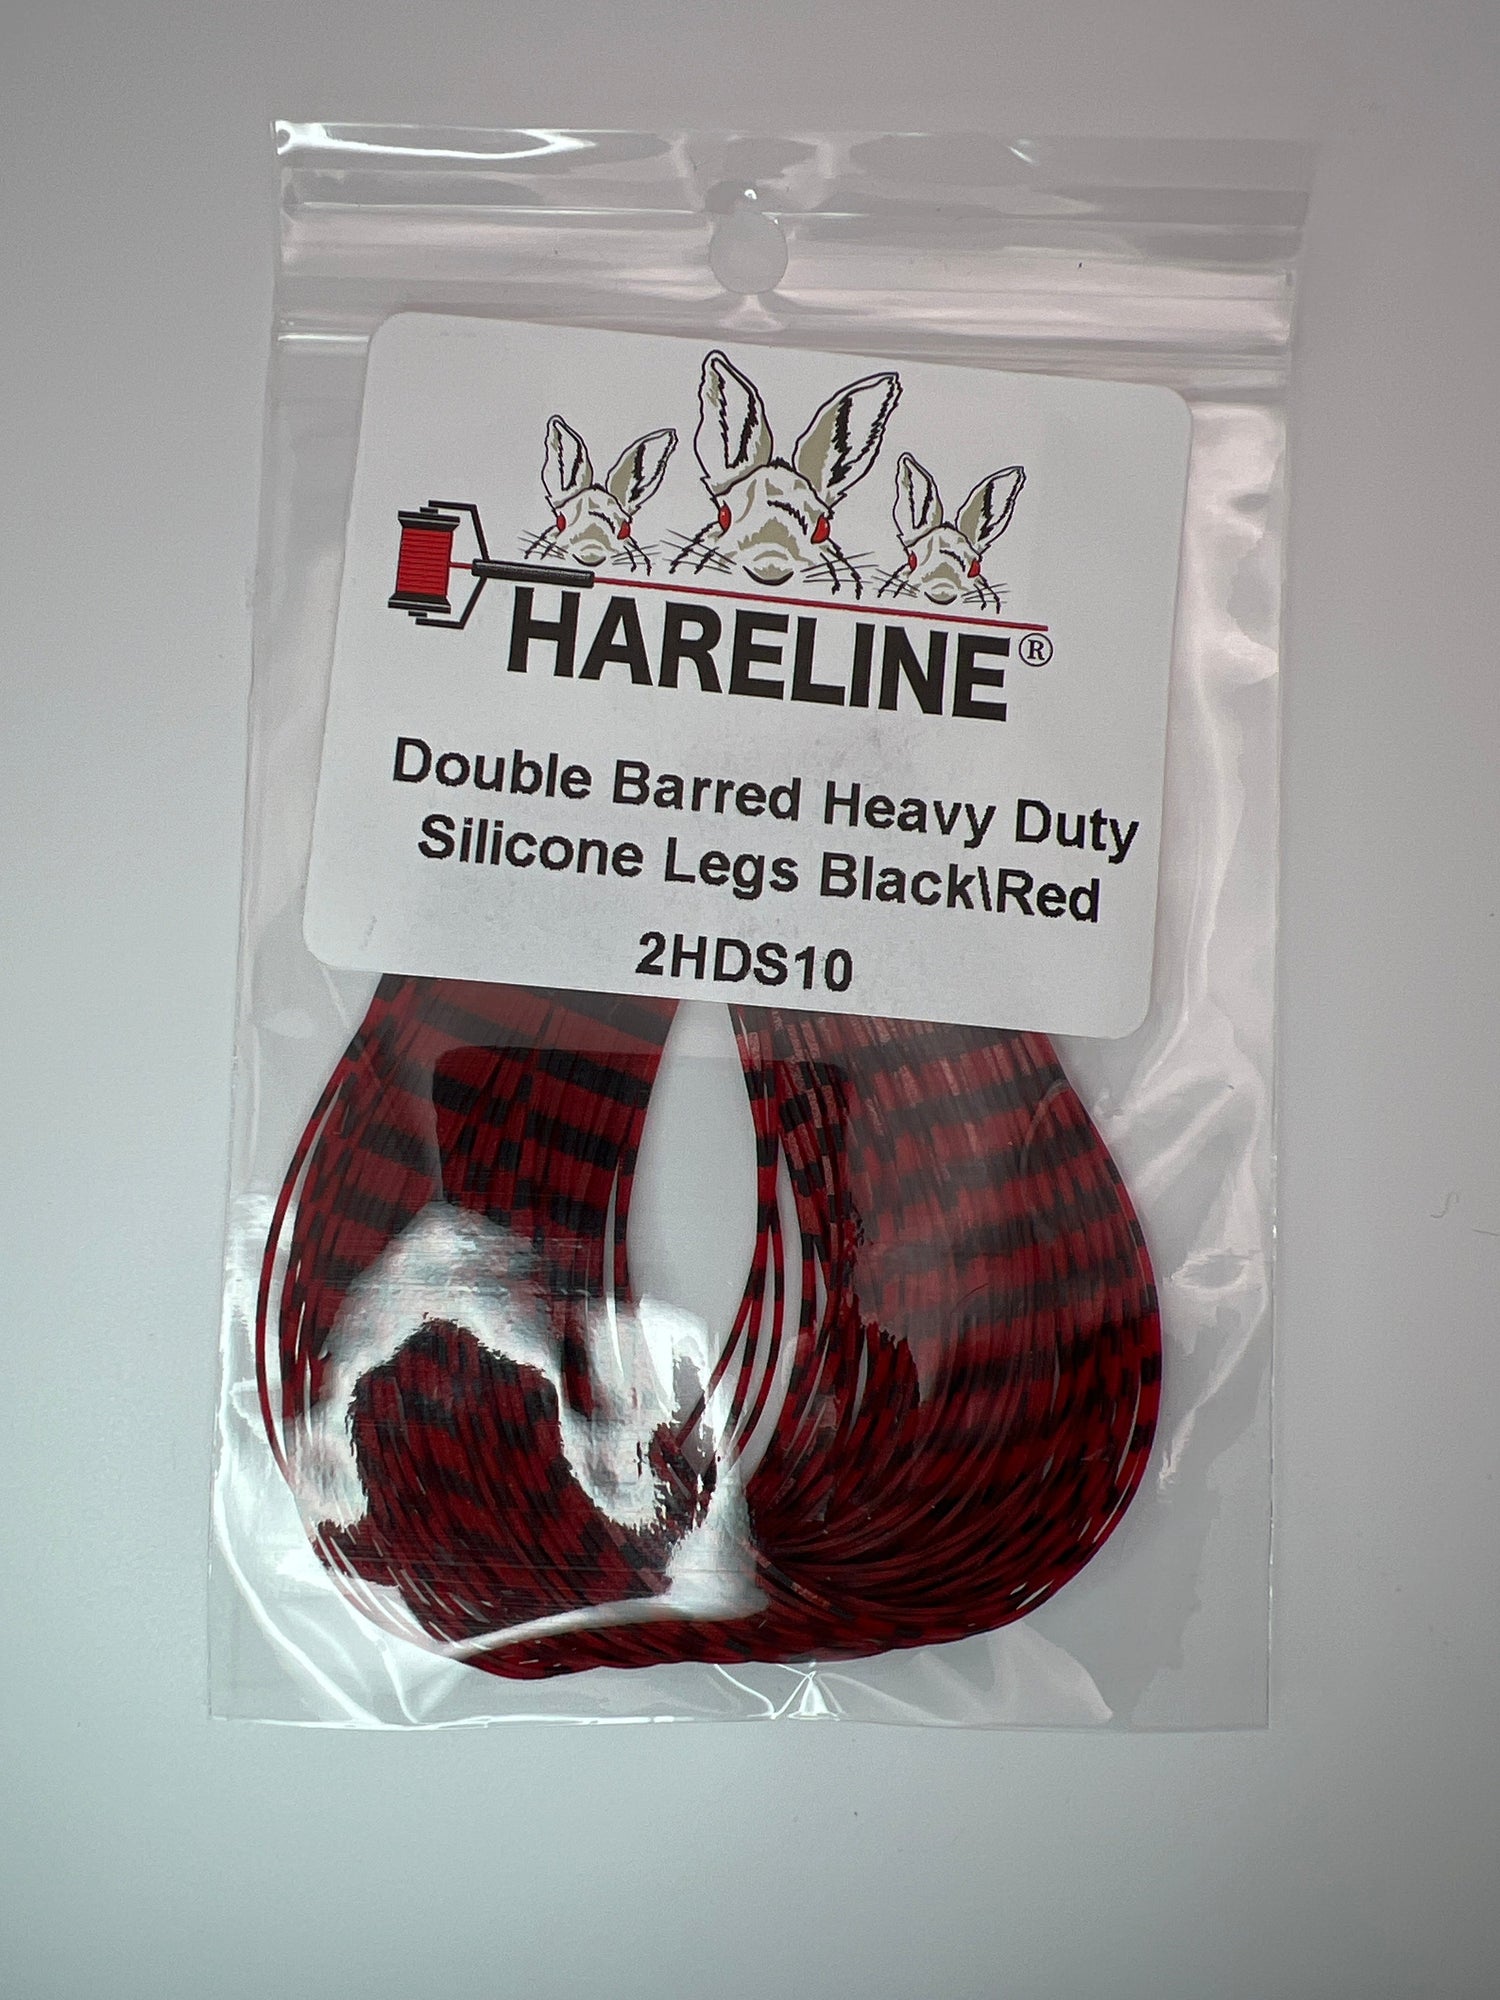 HARELINE®
Double Barred Heavy Duty
Silicone Legs Black\Red
2HDS10